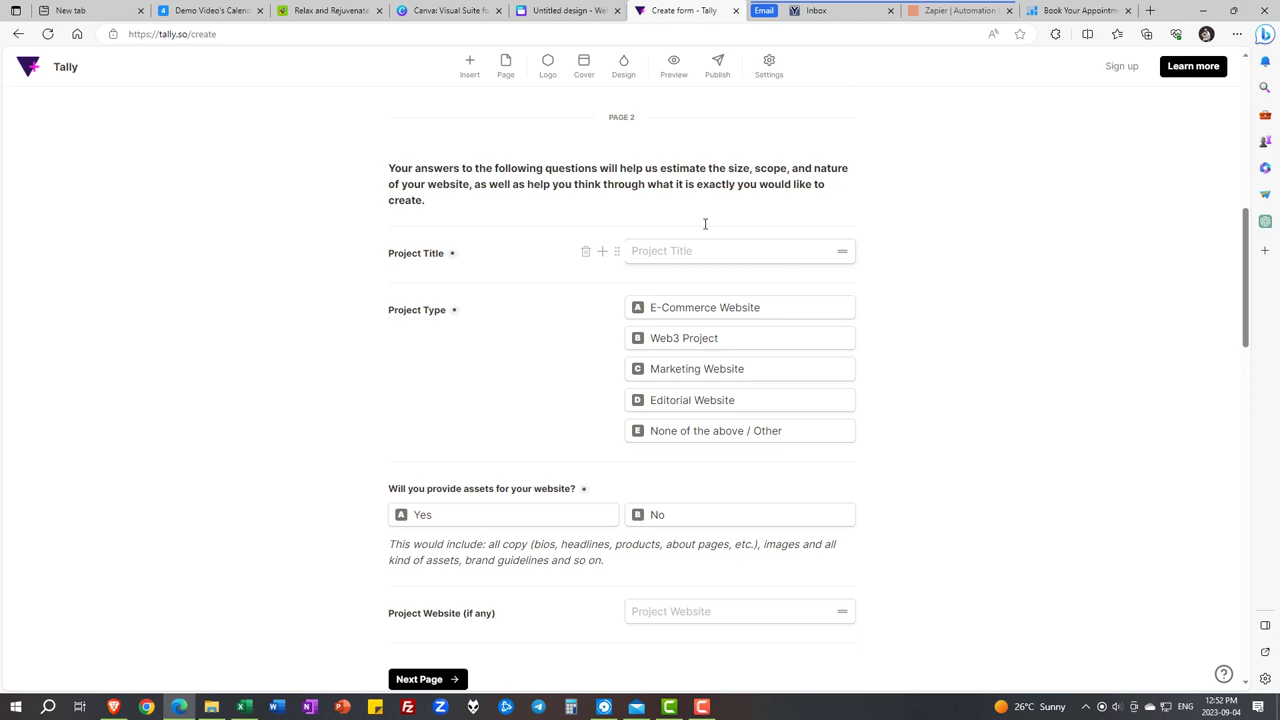 New tab
Demo Video's Calend
Relax and Rejuvenate
Canva: Visual Suite fo
Untitled design - Wel
Create form - Tally
Email
Inbox
Zapier | Automation t
Book Your Appointm
https://tally.so/create
Tally
Insert
Page
Logo
Cover
Design
Preview
Publish
Settings
Sign up
Learn more
PAGE 2
Your answers to the following questions will help us estimate the size, scope, and nature
of your website, as well as help you think through what it is exactly you would like to
create.
Project Title
Project Title
Project Type
A E-Commerce Website
B Web3 Project
C Marketing Website
D Editorial Website
E None of the above / Other
Will you provide assets for your website?
A Yes
B No
This would include: all copy (bios, headlines, products, about pages, etc.), images and all
kind of assets, brand guidelines and so on.
Project Website (if any)
Project Website
Next Page →
26°C Sunny
ENG
12:52 PM
2023-09-04